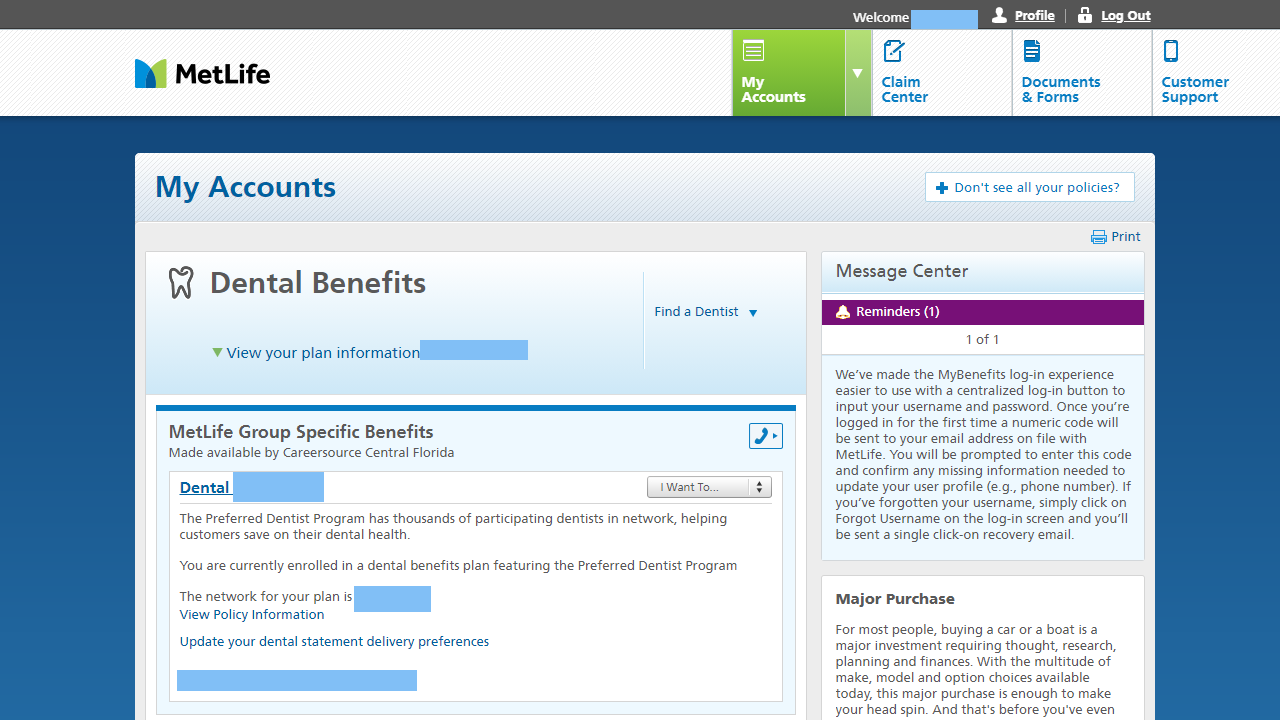 Welcome
Profile
Log Out
MetLife
My
Accounts
Claim
Center
Documents
& Forms
Customer
Support
My Accounts
Don't see all your policies?
Print
Dental Benefits
Find a Dentist
View your plan information
MetLife Group Specific Benefits
Made available by Careersource Central Florida
Dental
I Want To...
The Preferred Dentist Program has thousands of participating dentists in network, helping
customers save on their dental health.
You are currently enrolled in a dental benefits plan featuring the Preferred Dentist Program
The network for your plan is
View Policy Information
Update your dental statement delivery preferences
Message Center
Reminders (1)
1 of 1
We’ve made the MyBenefits log-in experience
easier to use with a centralized log-in button to
input your username and password. Once you’re
logged in for the first time a numeric code will
be sent to your email address on file with
MetLife. You will be prompted to enter this code
and confirm any missing information needed to
update your user profile (e.g., phone number). If
you’ve forgotten your username, simply click on
Forgot Username on the log-in screen and you’ll
be sent a single click-on recovery email.
Major Purchase
For most people, buying a car or a boat is a
major investment requiring thought, research,
planning and finances. With the multitude of
make, model and option choices available
today, this major purchase is enough to make
your head spin. And that's before you've even